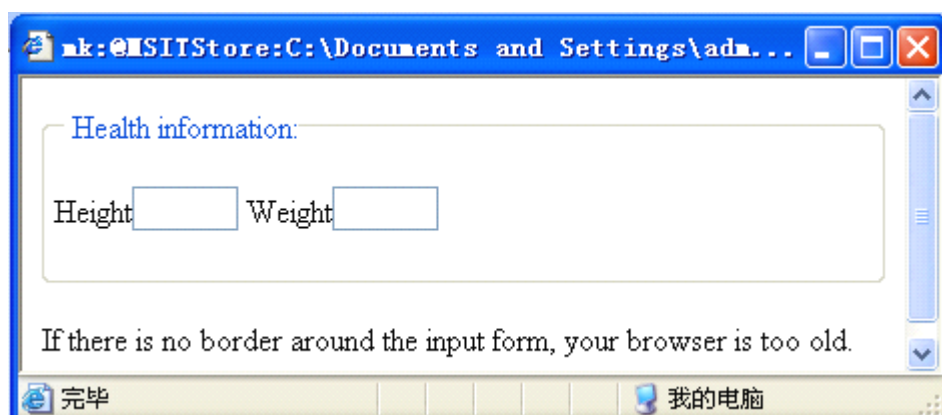 mk:@MSITStore:C:\Documents and Settings\adm...
Health information:
Height Weight
If there is no border around the input form, your browser is too old.
完毕 我的电脑